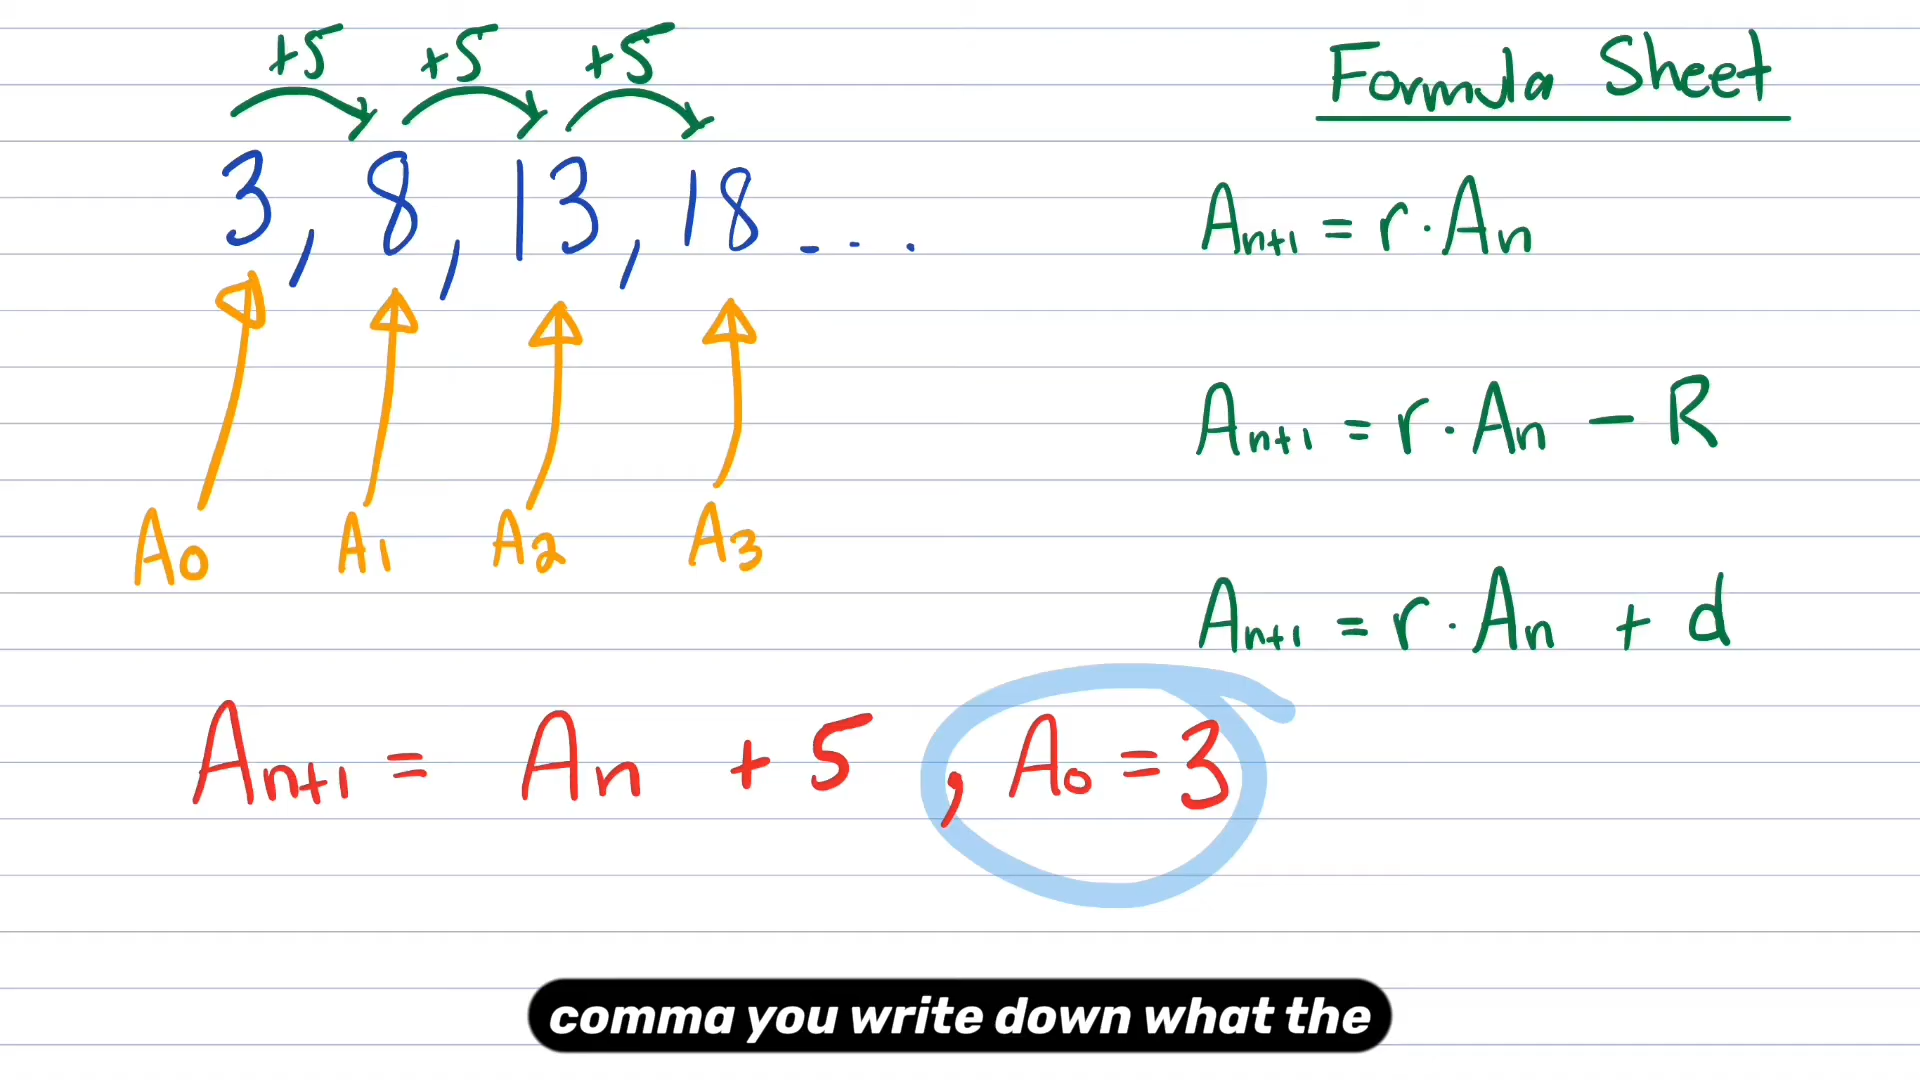 +5 +5 +5
3, 8, 13, 18 ...
A0 A1 A2 A3
An+1 = An + 5, A0 = 3
Formula Sheet
An+1 = r · An
An+1 = r · An − R
An+1 = r · An + d
comma you write down what the